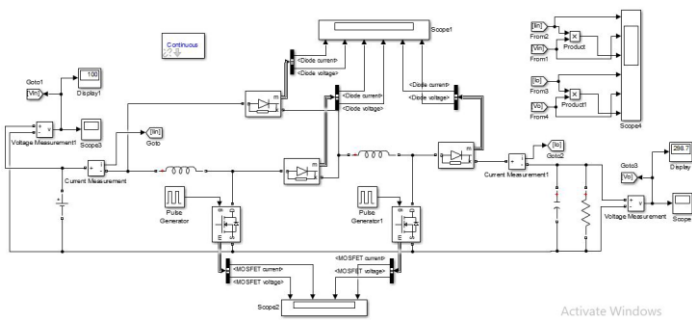 Scope1
Continuous
<Diode current>
<Diode voltage>
<Diode current>
<Diode voltage>
<Diode current>
<Diode voltage>
[Iin]
From2
[Vin]
From1
Product
[Io]
From3
[Vo]
From4
Product1
Scope4
Goto1
[Vin]
100
Display1
Voltage Measurement1
Scope3
[Iin]
Goto
Current Measurement
Pulse
Generator
Pulse
Generator1
[Io]
Goto2
Current Measurement1
Goto3
[Vo]
298.7
Display
Voltage Measurement
Scope
<MOSFET current>
<MOSFET voltage>
<MOSFET current>
<MOSFET voltage>
Scope2
Activate Windows